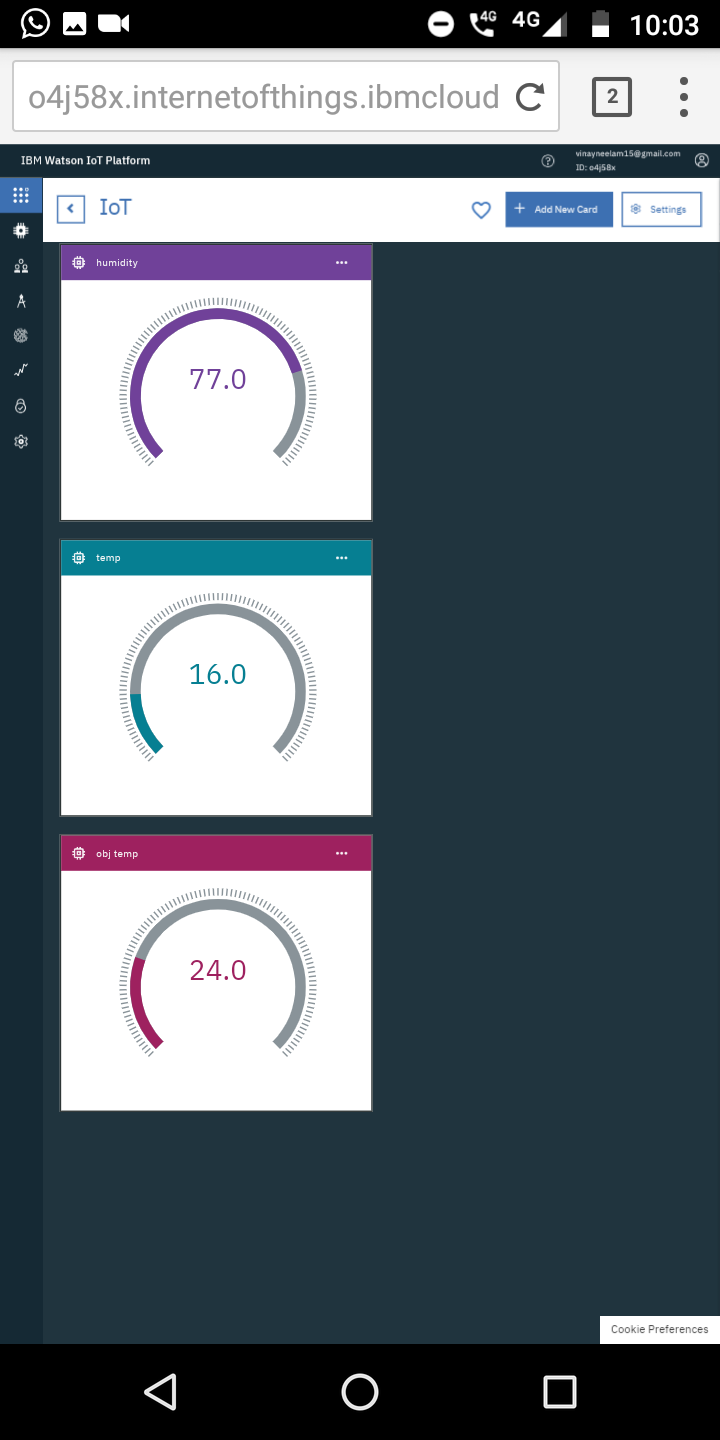 4G 4G 10:03
o4j58x.internetofthings.ibmcloud 2
IBM Watson IoT Platform
vinayneelam15@gmail.com
ID: o4j58x
IoT
Add New Card
Settings
humidity
77.0
temp
16.0
obj temp
24.0
Cookie Preferences